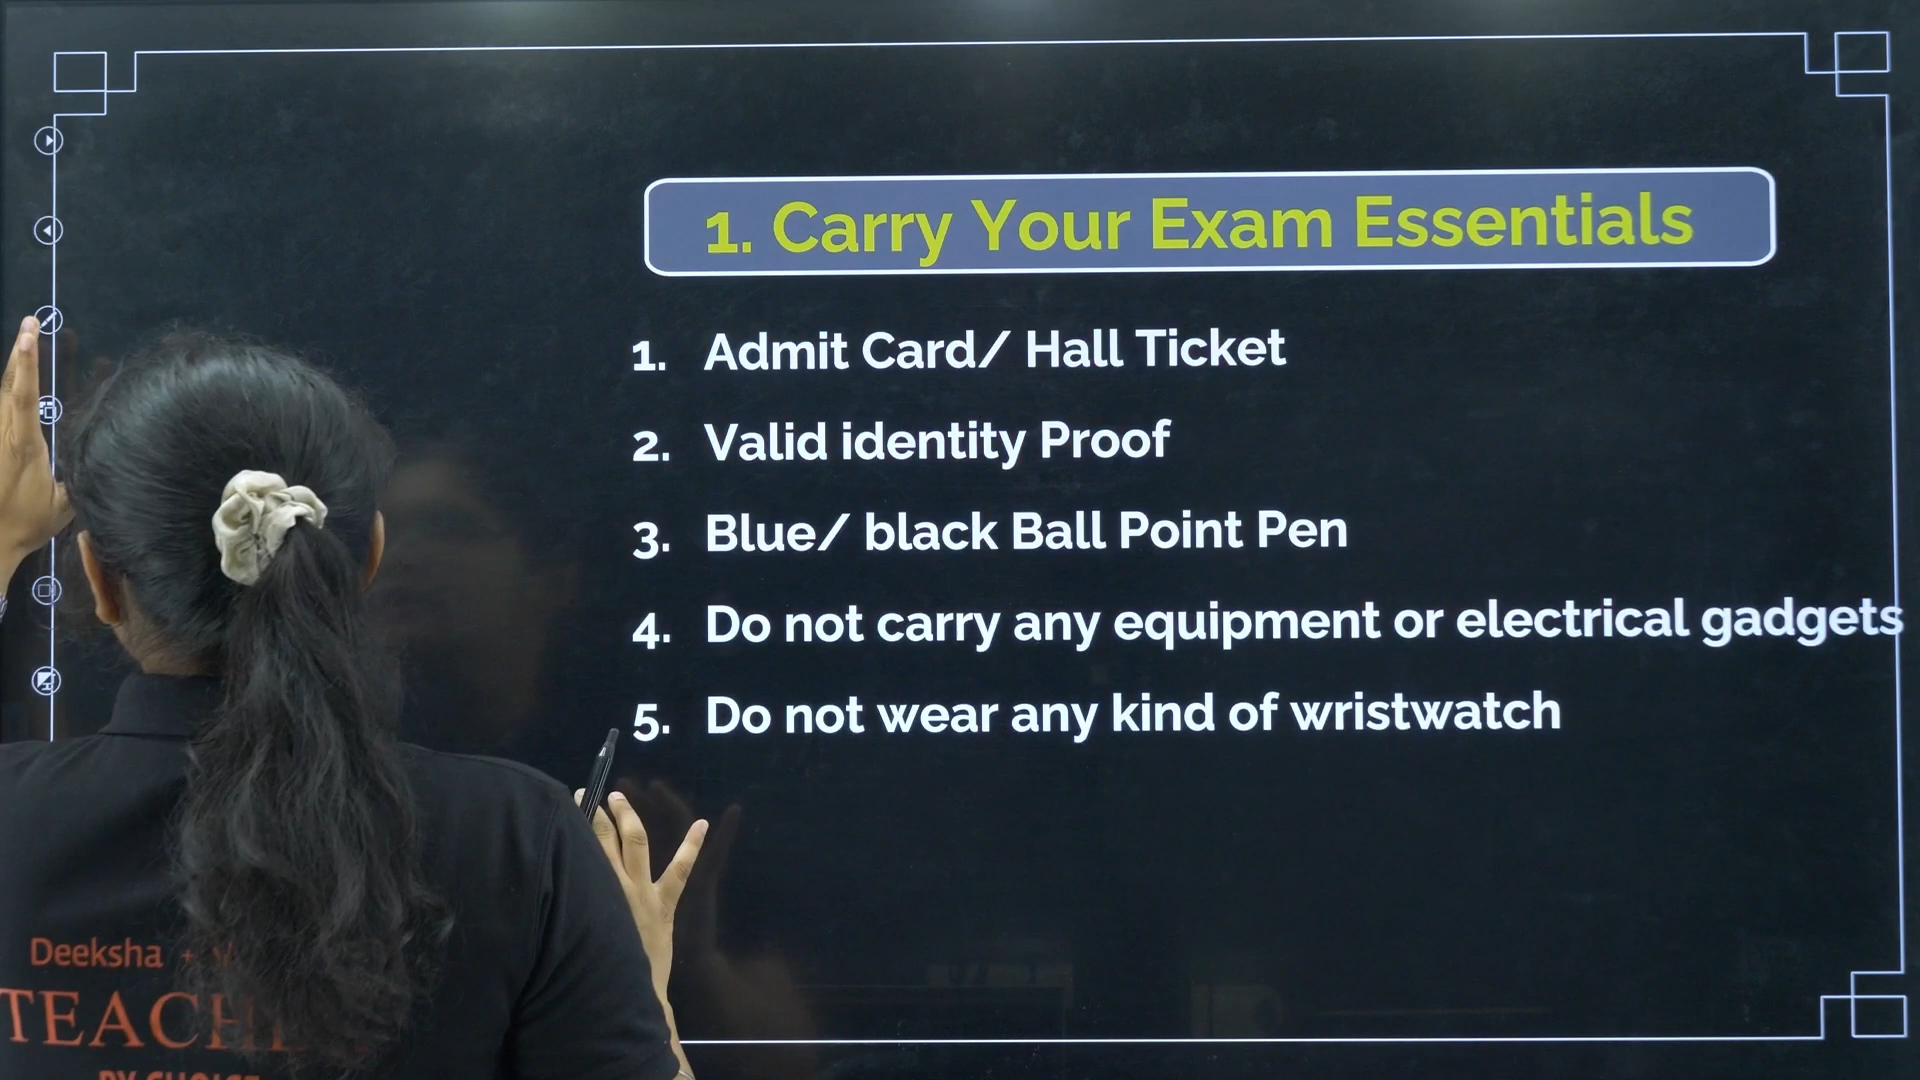 1. Carry Your Exam Essentials
1. Admit Card/ Hall Ticket
2. Valid identity Proof
3. Blue/ black Ball Point Pen
4. Do not carry any equipment or electrical gadgets
5. Do not wear any kind of wristwatch
Deeksha +
BY CHOICE